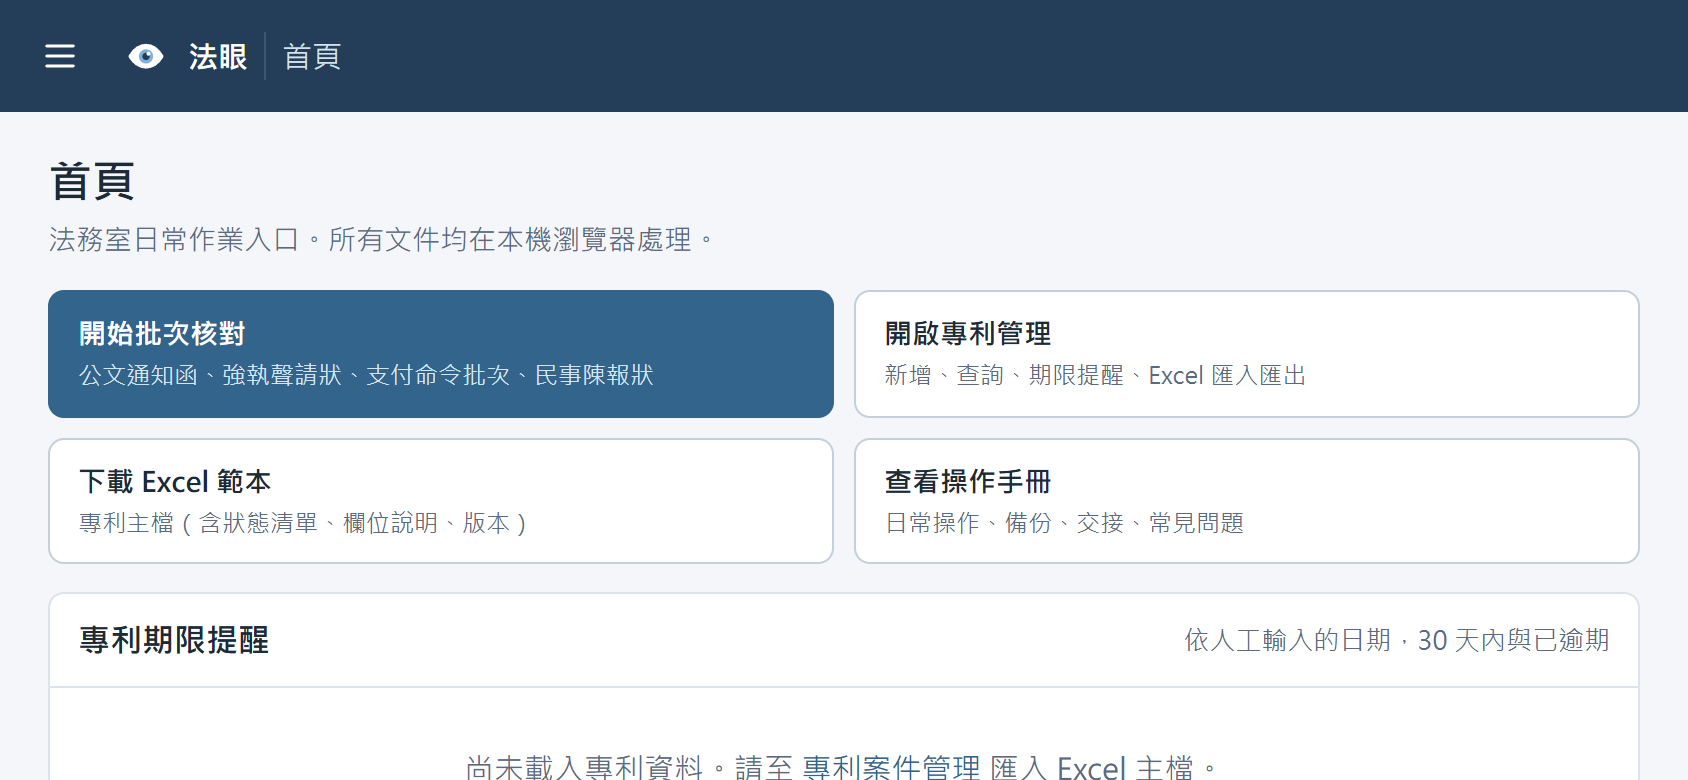 法眼 首頁
首頁
法務室日常作業入口。所有文件均在本機瀏覽器處理。
開始批次核對
公文通知函、強執聲請狀、支付命令批次、民事陳報狀
開啟專利管理
新增、查詢、期限提醒、Excel 匯入匯出
下載 Excel 範本
專利主檔（含狀態清單、欄位說明、版本）
查看操作手冊
日常操作、備份、交接、常見問題
專利期限提醒
依人工輸入的日期．30 天內與已逾期
尚未載入專利資料。請至 專利案件管理 匯入 Excel 主檔。